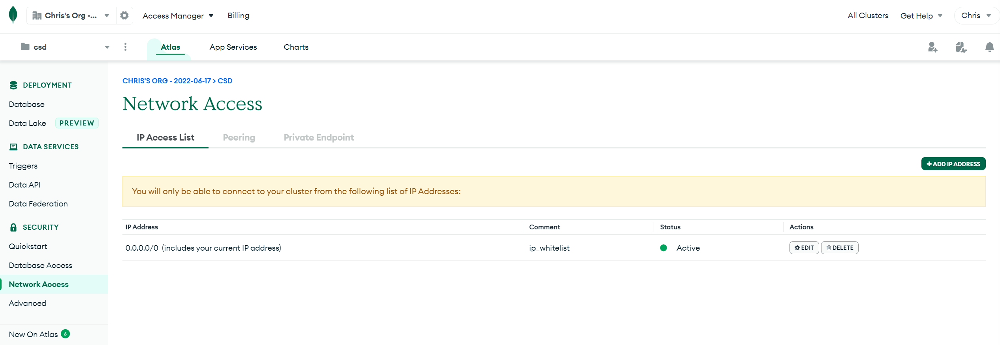 Chris's Org -...
Access Manager
Billing
All Clusters
Get Help
Chris
csd
Atlas
App Services
Charts
DEPLOYMENT
Database
Data Lake PREVIEW
DATA SERVICES
Triggers
Data API
Data Federation
SECURITY
Quickstart
Database Access
Network Access
Advanced
New On Atlas 6
CHRIS'S ORG - 2022-06-17 > CSD
Network Access
IP Access List
Peering
Private Endpoint
+ ADD IP ADDRESS
You will only be able to connect to your cluster from the following list of IP Addresses:
IP Address Comment Status Actions
0.0.0.0/0 (includes your current IP address) ip_whitelist Active EDIT DELETE